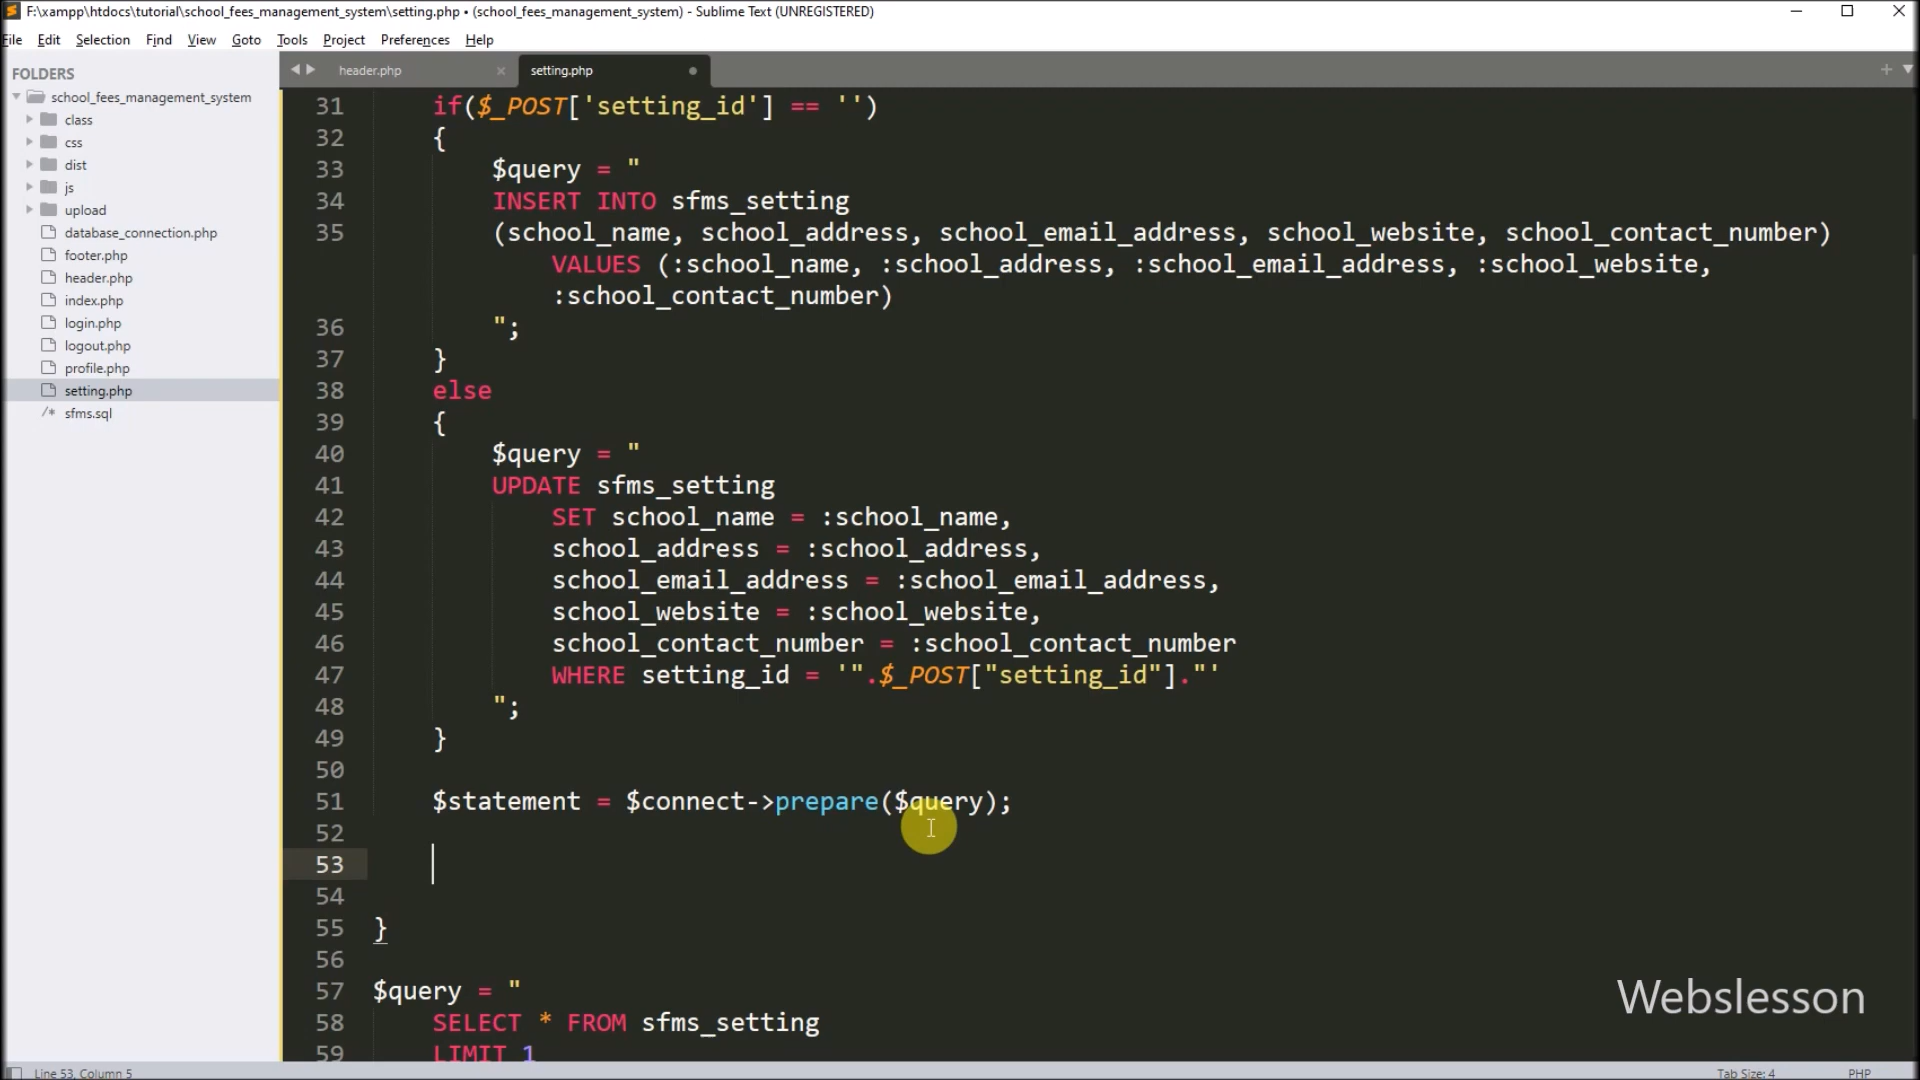 F:\xampp\htdocs\tutorial\school_fees_management_system\setting.php • (school_fees_management_system) - Sublime Text (UNREGISTERED)
File Edit Selection Find View Goto Tools Project Preferences Help
FOLDERS
school_fees_management_system
class
css
dist
js
upload
database_connection.php
footer.php
header.php
index.php
login.php
logout.php
profile.php
setting.php
/* sfms.sql
header.php × setting.php
31 if($_POST['setting_id'] == '')
32 {
33 $query = "
34 INSERT INTO sfms_setting
35 (school_name, school_address, school_email_address, school_website, school_contact_number)
VALUES (:school_name, :school_address, :school_email_address, :school_website,
:school_contact_number)
36 ";
37 }
38 else
39 {
40 $query = "
41 UPDATE sfms_setting
42 SET school_name = :school_name,
43 school_address = :school_address,
44 school_email_address = :school_email_address,
45 school_website = :school_website,
46 school_contact_number = :school_contact_number
47 WHERE setting_id = '".$_POST["setting_id"]."'
48 ";
49 }
50
51 $statement = $connect->prepare($query);
52
53
54
55 }
56
57 $query = "
58 SELECT * FROM sfms_setting
59 LIMIT 1
Webslesson
Line 53, Column 5
Tab Size: 4
PHP